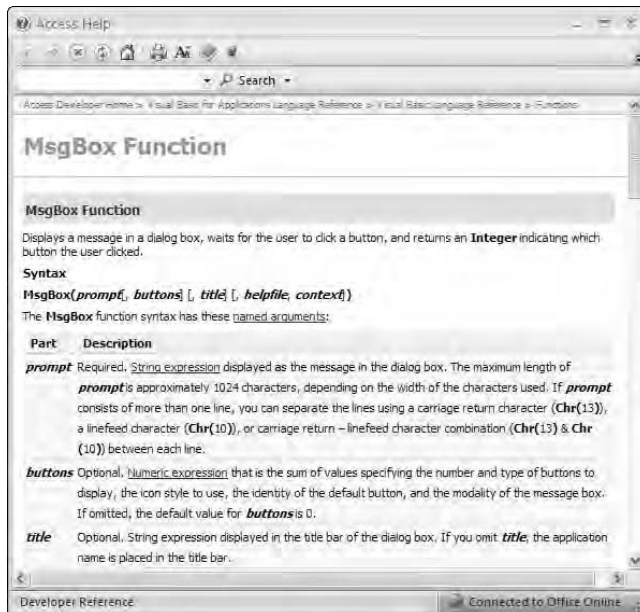 Access Help
Search
Access Developer Home > Visual Basic for Applications Language Reference > Visual Basic Language Reference > Functions
MsgBox Function
MsgBox Function
Displays a message in a dialog box, waits for the user to click a button, and returns an Integer indicating which
button the user clicked.
Syntax
MsgBox(prompt[, buttons] [, title] [, helpfile, context])
The MsgBox function syntax has these named arguments:
Part Description
prompt Required. String expression displayed as the message in the dialog box. The maximum length of
prompt is approximately 1024 characters, depending on the width of the characters used. If prompt
consists of more than one line, you can separate the lines using a carriage return character (Chr(13)),
a linefeed character (Chr(10)), or carriage return – linefeed character combination (Chr(13) & Chr
(10)) between each line.
buttons Optional. Numeric expression that is the sum of values specifying the number and type of buttons to
display, the icon style to use, the identity of the default button, and the modality of the message box.
If omitted, the default value for buttons is 0.
title Optional. String expression displayed in the title bar of the dialog box. If you omit title, the application
name is placed in the title bar.
Developer Reference
Connected to Office Online